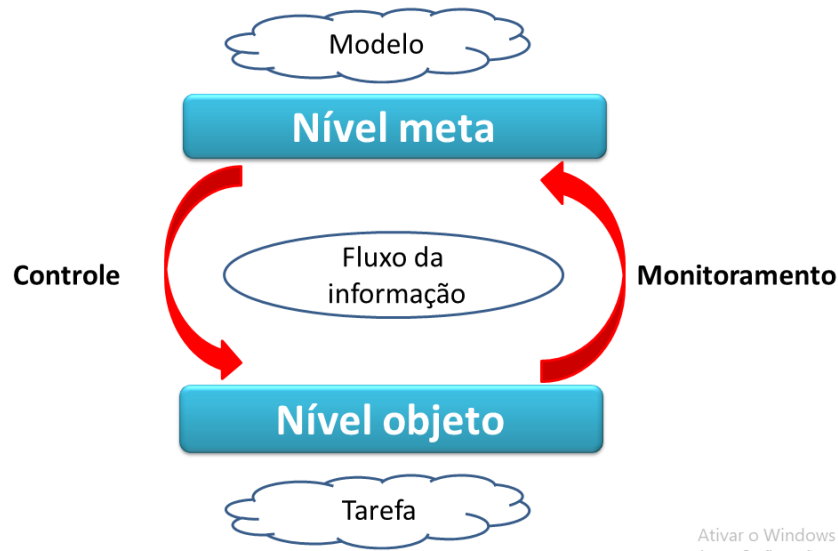 Modelo
Nível meta
Controle
Fluxo da
informação
Monitoramento
Nível objeto
Tarefa
Ativar o Windows